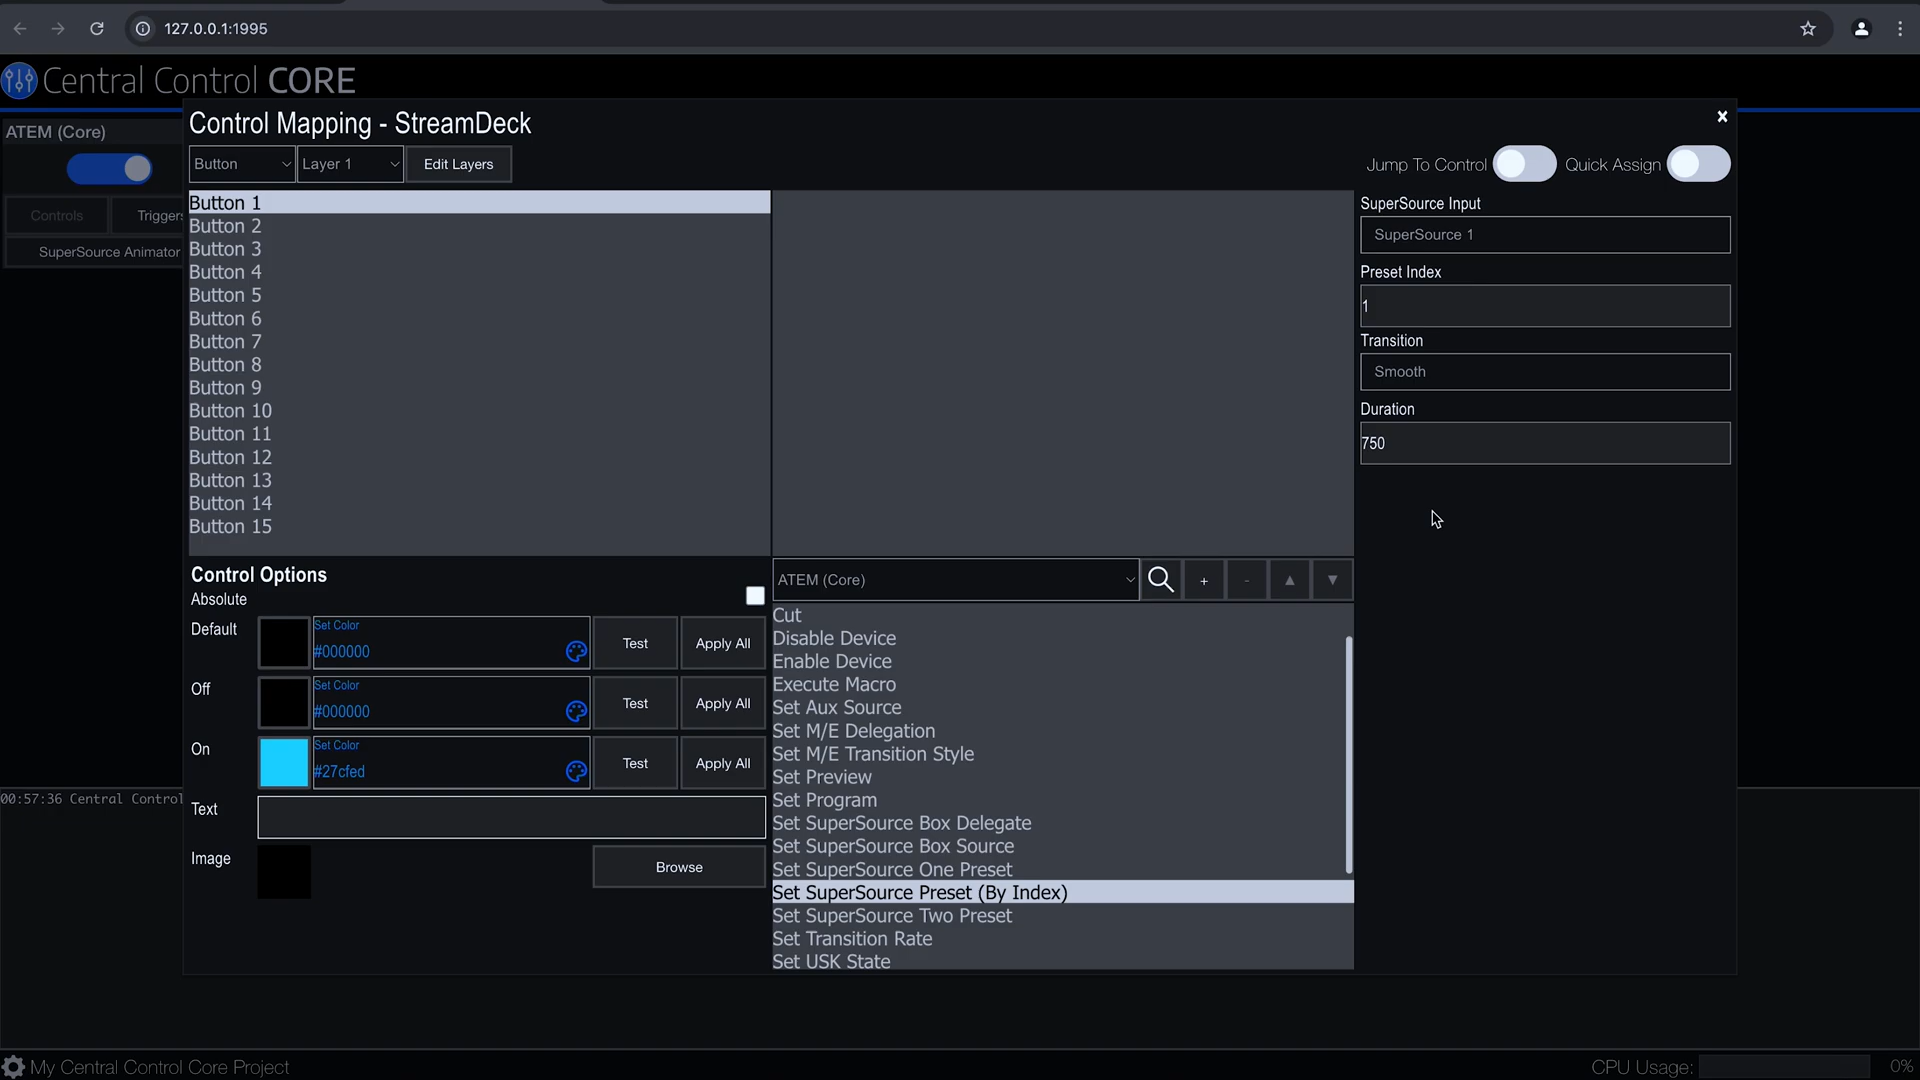 127.0.0.1:1995
Central Control CORE
ATEM (Core)
Controls
Triggers
SuperSource Animator
Control Mapping - StreamDeck
×
Button
Layer 1
Edit Layers
Jump To Control
Quick Assign
Button 1
Button 2
Button 3
Button 4
Button 5
Button 6
Button 7
Button 8
Button 9
Button 10
Button 11
Button 12
Button 13
Button 14
Button 15
SuperSource Input
SuperSource 1
Preset Index
1
Transition
Smooth
Duration
750
Control Options
Absolute
Default
Set Color
#000000
Test
Apply All
Off
Set Color
#000000
Test
Apply All
On
Set Color
#27cfed
Test
Apply All
Text
Image
Browse
ATEM (Core)
+
-
▲
▼
Cut
Disable Device
Enable Device
Execute Macro
Set Aux Source
Set M/E Delegation
Set M/E Transition Style
Set Preview
Set Program
Set SuperSource Box Delegate
Set SuperSource Box Source
Set SuperSource One Preset
Set SuperSource Preset (By Index)
Set SuperSource Two Preset
Set Transition Rate
Set USK State
00:57:36 Central Control
My Central Control Core Project
CPU Usage:
0%